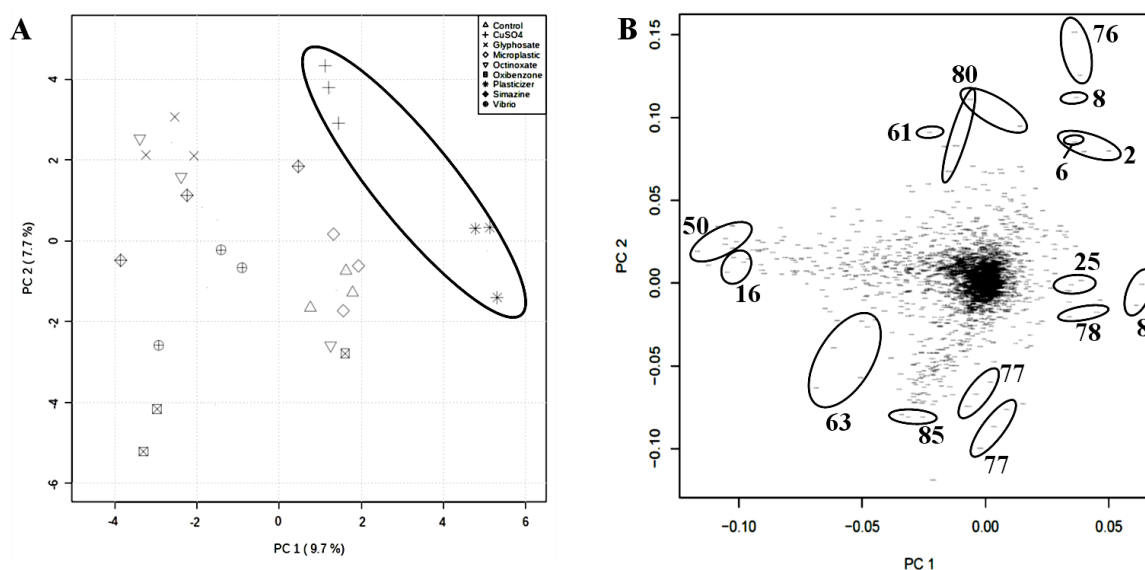 A
Control
CuSO4
Glyphosate
Microplastic
Octinoxate
Oxibenzone
Plasticizer
Simazine
Vibrio
4
2
0
-2
-4
-6
PC 2 ( 7.7 %)
-4
-2
0
2
4
6
PC 1 ( 9.7 %)
B
76
80
8
61
2
6
50
16
25
78
8
63
85
77
77
0.15
0.10
0.05
0.00
-0.05
-0.10
PC 2
-0.10
-0.05
0.00
0.05
PC 1